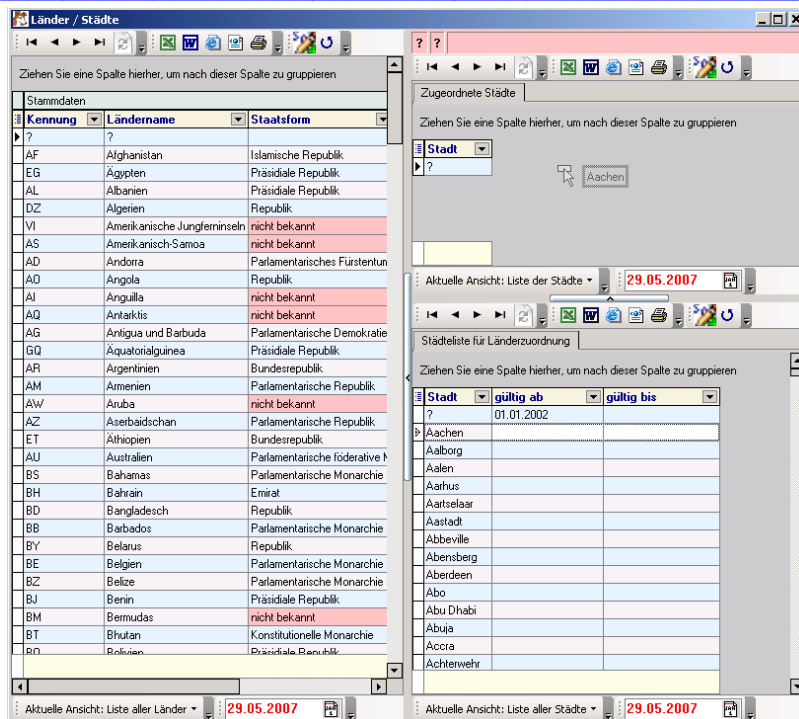 Länder / Städte
Ziehen Sie eine Spalte hierher, um nach dieser Spalte zu gruppieren
Stammdaten
Kennung Ländername Staatsform
? ?
AF Afghanistan Islamische Republik
EG Ägypten Präsidiale Republik
AL Albanien Präsidiale Republik
DZ Algerien Republik
VI Amerikanische Jungferninseln nicht bekannt
AS Amerikanisch-Samoa nicht bekannt
AD Andorra Parlamentarisches Fürstentum
AO Angola Republik
AI Anguilla nicht bekannt
AQ Antarktis nicht bekannt
AG Antigua und Barbuda Parlamentarische Demokratie
GQ Äquatorialguinea Präsidiale Republik
AR Argentinien Bundesrepublik
AM Armenien Parlamentarische Republik
AW Aruba nicht bekannt
AZ Aserbaidschan Parlamentarische Republik
ET Äthiopien Bundesrepublik
AU Australien Parlamentarische föderative
BS Bahamas Parlamentarische Monarchie
BH Bahrain Emirat
BD Bangladesch Republik
BB Barbados Parlamentarische Monarchie
BY Belarus Republik
BE Belgien Parlamentarische Monarchie
BZ Belize Parlamentarische Monarchie
BJ Benin Präsidiale Republik
BM Bermudas nicht bekannt
BT Bhutan Konstitutionelle Monarchie
BO Bolivien Präsidiale Republik
Aktuelle Ansicht: Liste aller Länder 29.05.2007
? ?
Zugeordnete Städte
Ziehen Sie eine Spalte hierher, um nach dieser Spalte zu gruppieren
Stadt
?
Aachen
Aktuelle Ansicht: Liste der Städte 29.05.2007
Städteliste für Länderzuordnung
Ziehen Sie eine Spalte hierher, um nach dieser Spalte zu gruppieren
Stadt gültig ab gültig bis
? 01.01.2002
Aachen
Aalborg
Aalen
Aarhus
Aartselaar
Aastadt
Abbeville
Abensberg
Aberdeen
Abo
Abu Dhabi
Abuja
Accra
Achterwehr
Aktuelle Ansicht: Liste aller Städte 29.05.2007